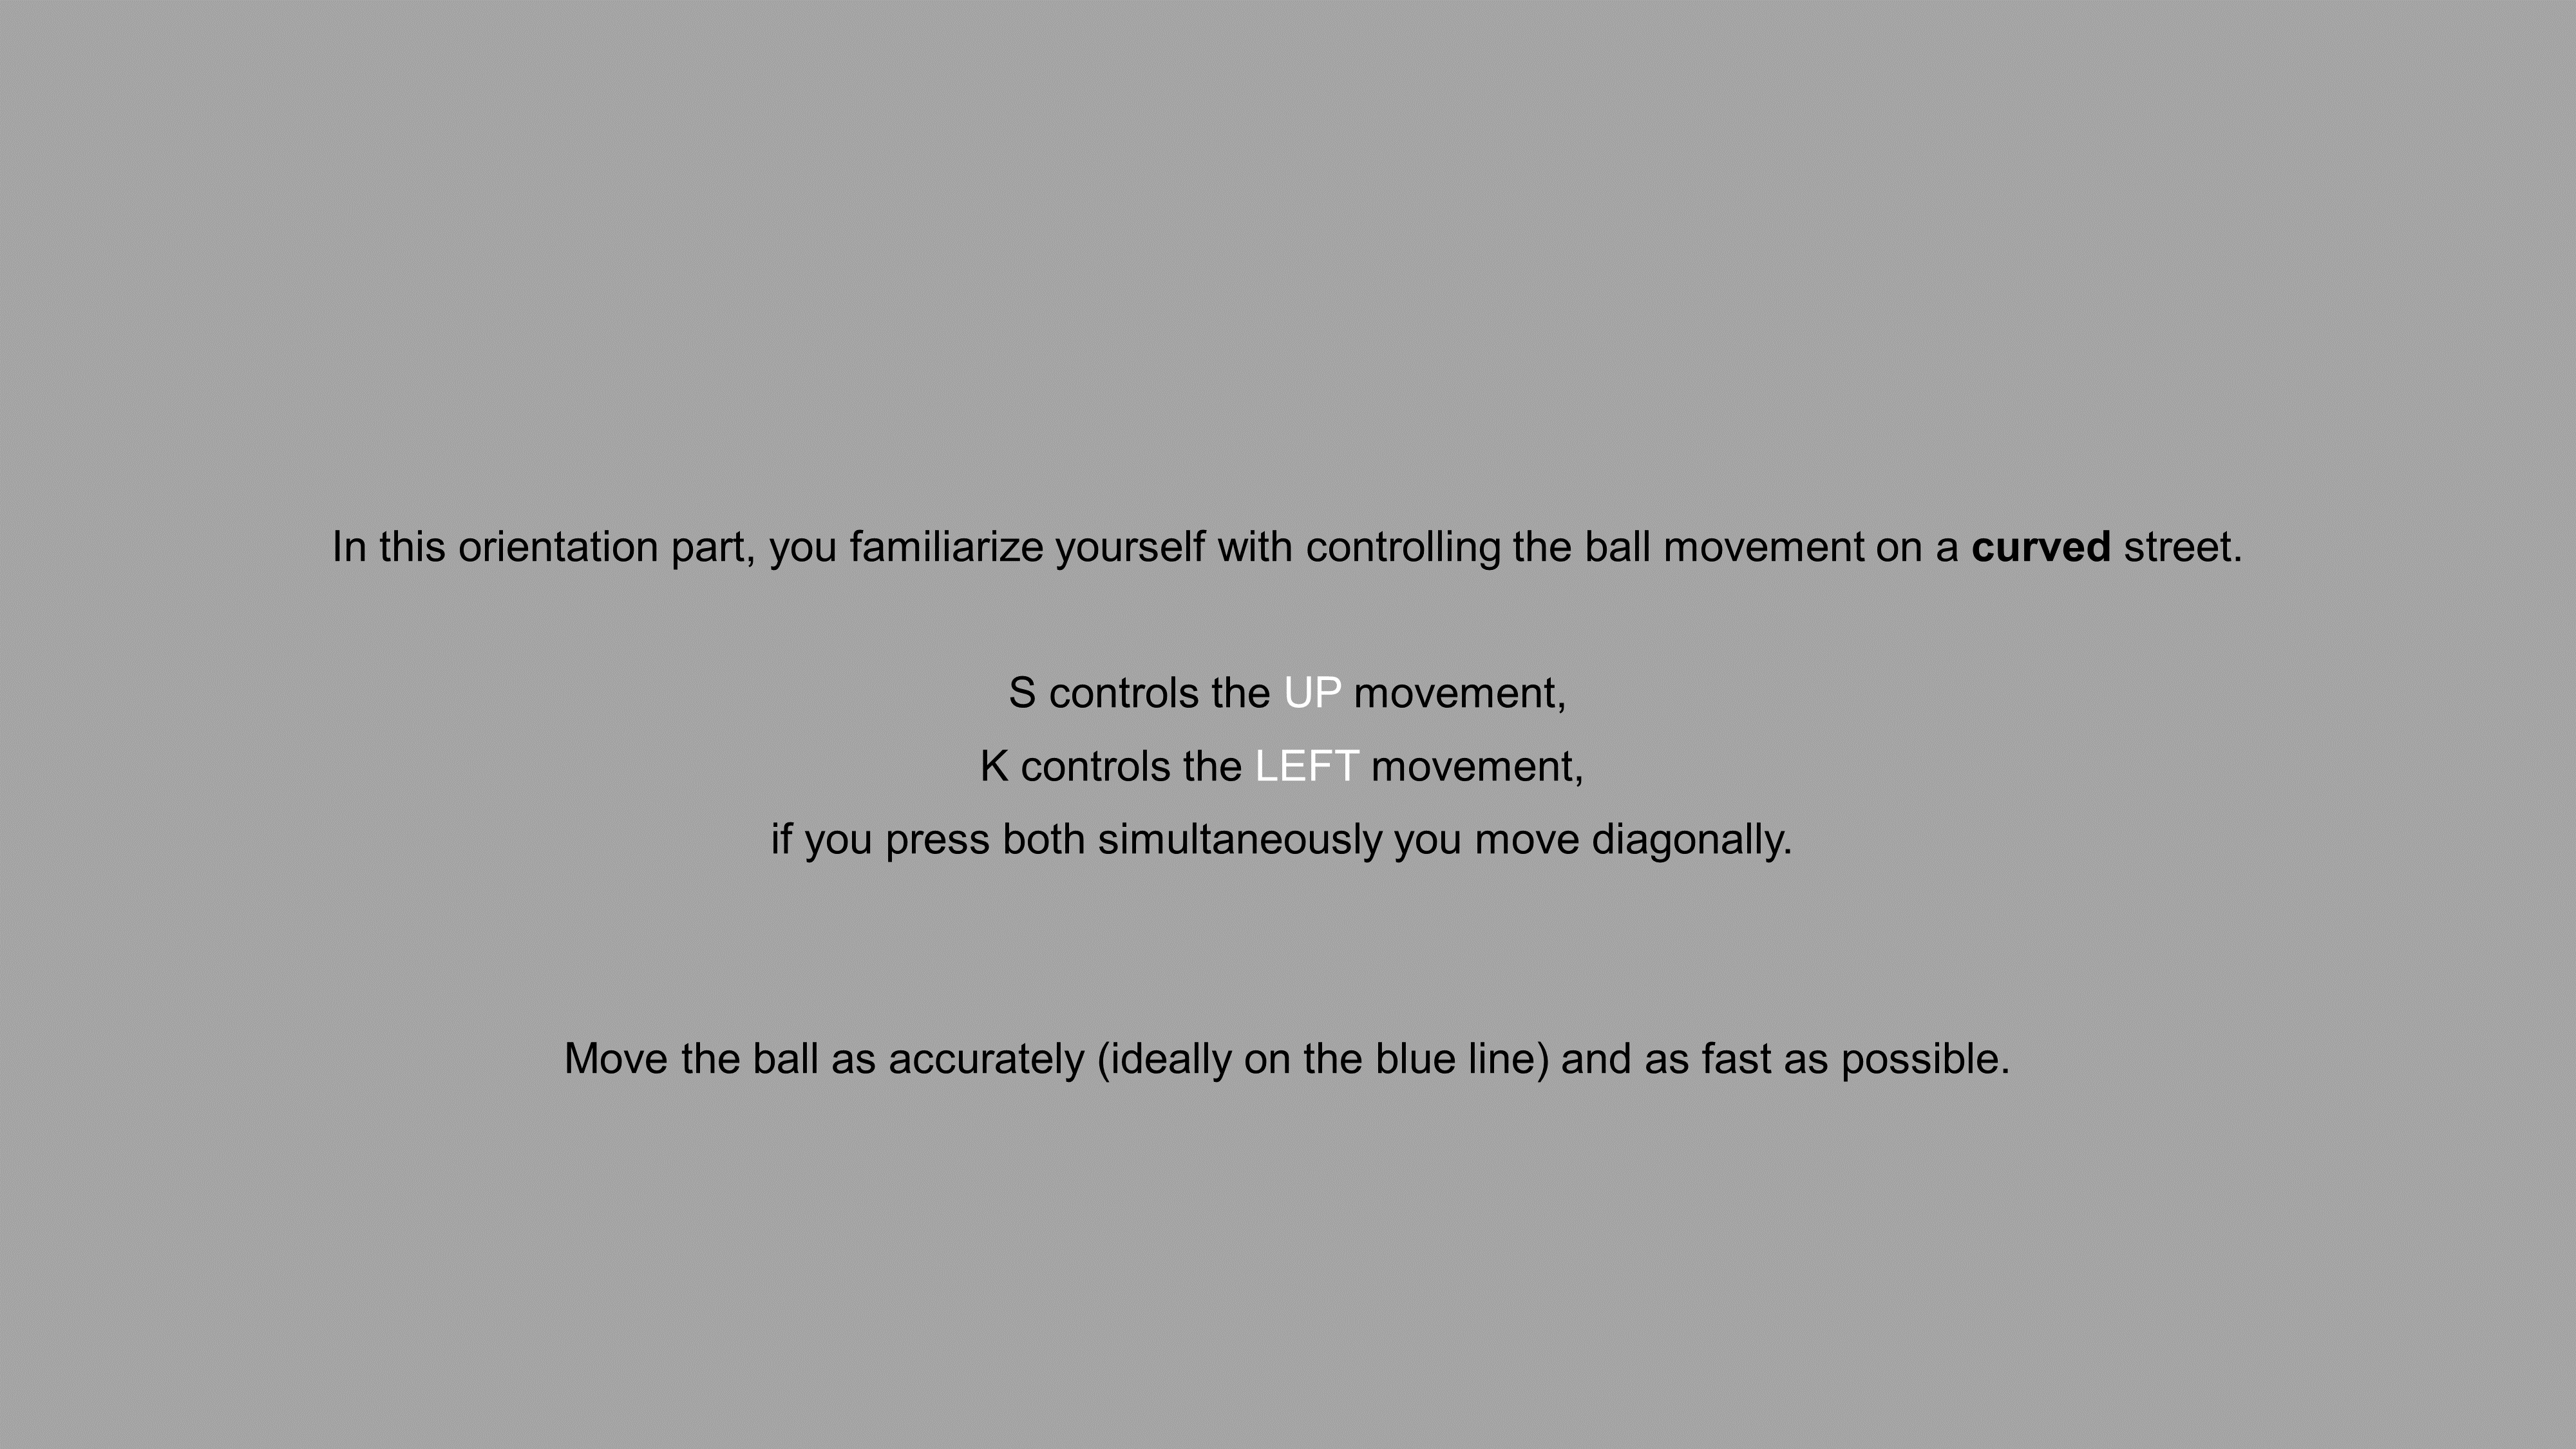 In this orientation part, you familiarize yourself with controlling the ball movement on a curved street.
S controls the UP movement,
K controls the LEFT movement,
if you press both simultaneously you move diagonally.
Move the ball as accurately (ideally on the blue line) and as fast as possible.